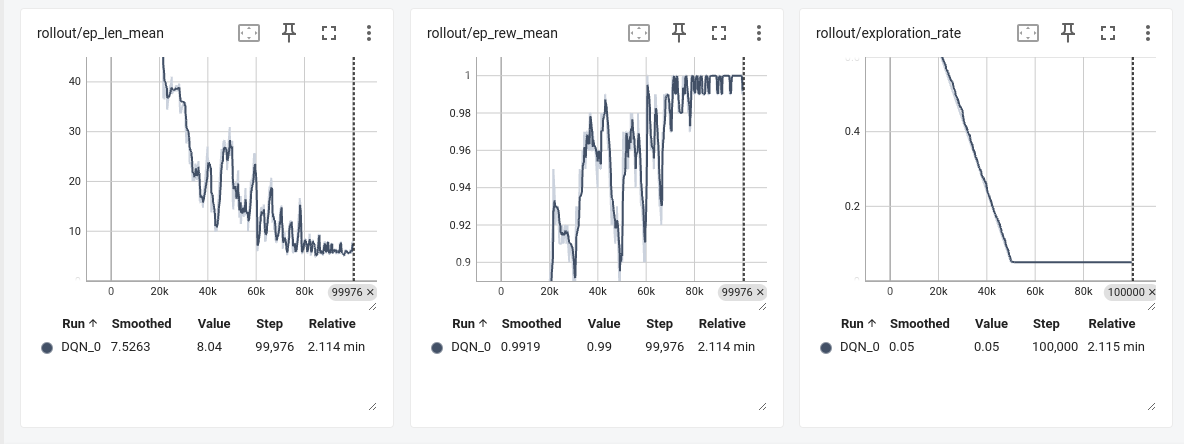 rollout/ep_len_mean
40
30
20
10
0 20k 40k 60k 80k 99976 ✕
Run ↑ Smoothed Value Step Relative
DQN_0 7.5263 8.04 99,976 2.114 min
rollout/ep_rew_mean
1
0.98
0.96
0.94
0.92
0.9
0 20k 40k 60k 80k 99976 ✕
Run ↑ Smoothed Value Step Relative
DQN_0 0.9919 0.99 99,976 2.114 min
rollout/exploration_rate
0.4
0.2
0 20k 40k 60k 80k 100000 ✕
Run ↑ Smoothed Value Step Relative
DQN_0 0.05 0.05 100,000 2.115 min